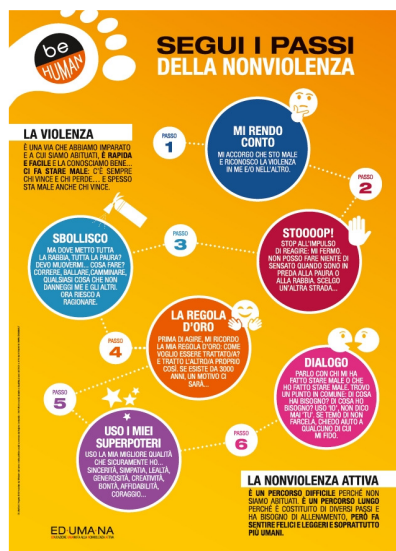 be
HUMAN
SEGUI I PASSI
DELLA NONVIOLENZA
LA VIOLENZA
È UNA VIA CHE ABBIAMO IMPARATO
E A CUI SIAMO ABITUATI, È RAPIDA
E FACILE E LA CONOSCIAMO BENE...
CI FA STARE MALE: C'È SEMPRE
CHI VINCE E CHI PERDE... E SPESSO
STA MALE ANCHE CHI VINCE.
PASSO
1
MI RENDO
CONTO
MI ACCORGO CHE STO MALE
E RICONOSCO LA VIOLENZA
IN ME E/O NELL'ALTRO.
PASSO
2
STOOOOP!
STOP ALL'IMPULSO
DI REAGIRE: MI FERMO.
NON POSSO FARE NIENTE DI
SENSATO QUANDO SONO IN
PREDA ALLA PAURA O
ALLA RABBIA. SCELGO
UN'ALTRA STRADA...
PASSO
3
SBOLLISCO
MA DOVE METTO TUTTA
LA RABBIA, TUTTA LA PAURA?
DEVO MUOVERMI... COSA FARE?
CORRERE, BALLARE, CAMMINARE,
QUALSIASI COSA CHE NON
DANNEGGI ME E GLI ALTRI.
ORA RIESCO A
RAGIONARE.
PASSO
4
LA REGOLA
D'ORO
PRIMA DI AGIRE, MI RICORDO
LA MIA REGOLA D'ORO: COME
VOGLIO ESSERE TRATTATO/A?
E TRATTO L'ALTRO/A PROPRIO
COSÌ. SE ESISTE DA 3000
ANNI, UN MOTIVO CI
SARÀ...
PASSO
5
USO I MIEI
SUPERPOTERI
USO LA MIA MIGLIORE QUALITÀ
CHE SICURAMENTE HO...
SINCERITÀ, SIMPATIA, LEALTÀ,
GENEROSITÀ, CREATIVITÀ,
BONTÀ, AFFIDABILITÀ,
CORAGGIO...
PASSO
6
DIALOGO
PARLO CON CHI MI HA
FATTO STARE MALE O CHE
HO FATTO STARE MALE, TROVO
UN PUNTO IN COMUNE: DI COSA
HAI BISOGNO? DI COSA HO
BISOGNO? USO 'IO', NON DICO
MAI 'TU'. SE TEMO DI NON
FARCELA, CHIEDO AIUTO A
QUALCUNO DI CUI
MI FIDO.
LA NONVIOLENZA ATTIVA
È UN PERCORSO DIFFICILE PERCHÉ NON
SIAMO ABITUATI. È UN PERCORSO LUNGO
PERCHÉ È COSTITUITO DI DIVERSI PASSI E
HA BISOGNO DI ALLENAMENTO, PERÒ FA
SENTIRE FELICI E LEGGERI E SOPRATTUTTO
PIÙ UMANI.
ED·UMA·NA